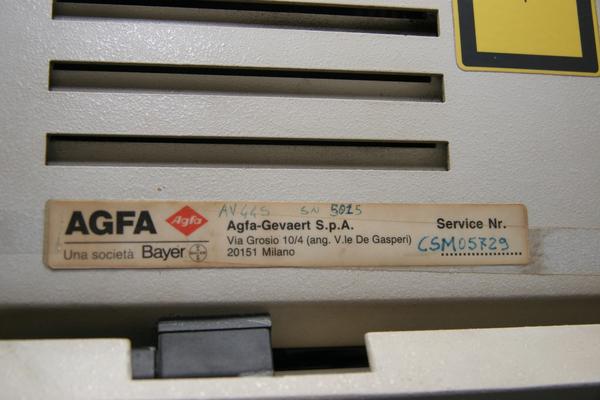 AV44S SN 5015
AGFA Agfa Agfa-Gevaert S.p.A. Service Nr.
Via Grosio 10/4 (ang. V.le De Gasperi) CSM05729
Una società Bayer 20151 Milano